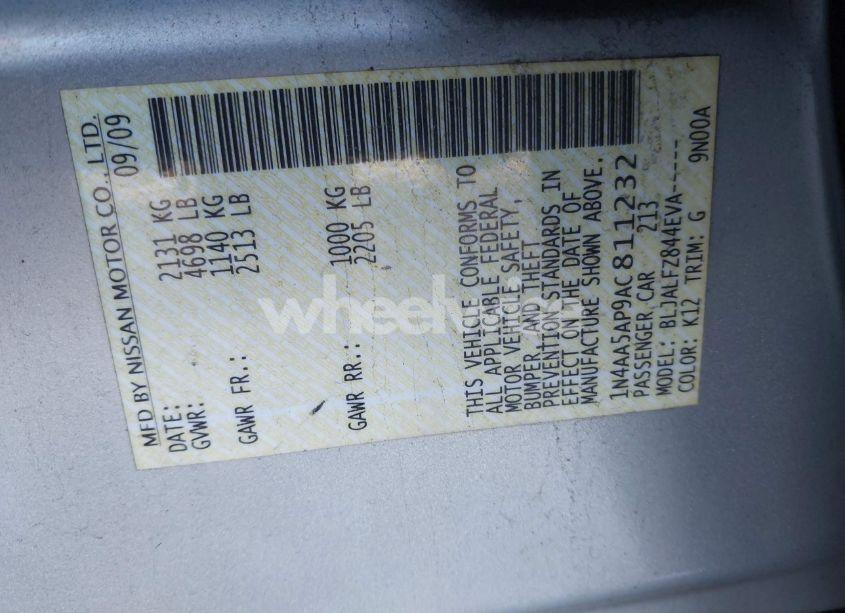 MFD BY NISSAN MOTOR CO., LTD.
DATE: 09/09
GVWR: 2131 KG
4698 LB
GAWR FR.: 1140 KG
2513 LB
GAWR RR.: 1000 KG
2205 LB
THIS VEHICLE CONFORMS TO
ALL APPLICABLE FEDERAL
MOTOR VEHICLE SAFETY,
BUMPER, AND THEFT
PREVENTION STANDARDS IN
EFFECT ON THE DATE OF
MANUFACTURE SHOWN ABOVE.
1N4AA5AP9AC811232
PASSENGER CAR 213
MODEL: BLJALF2844EVA-----
COLOR: K12 TRIM: G 9N00A